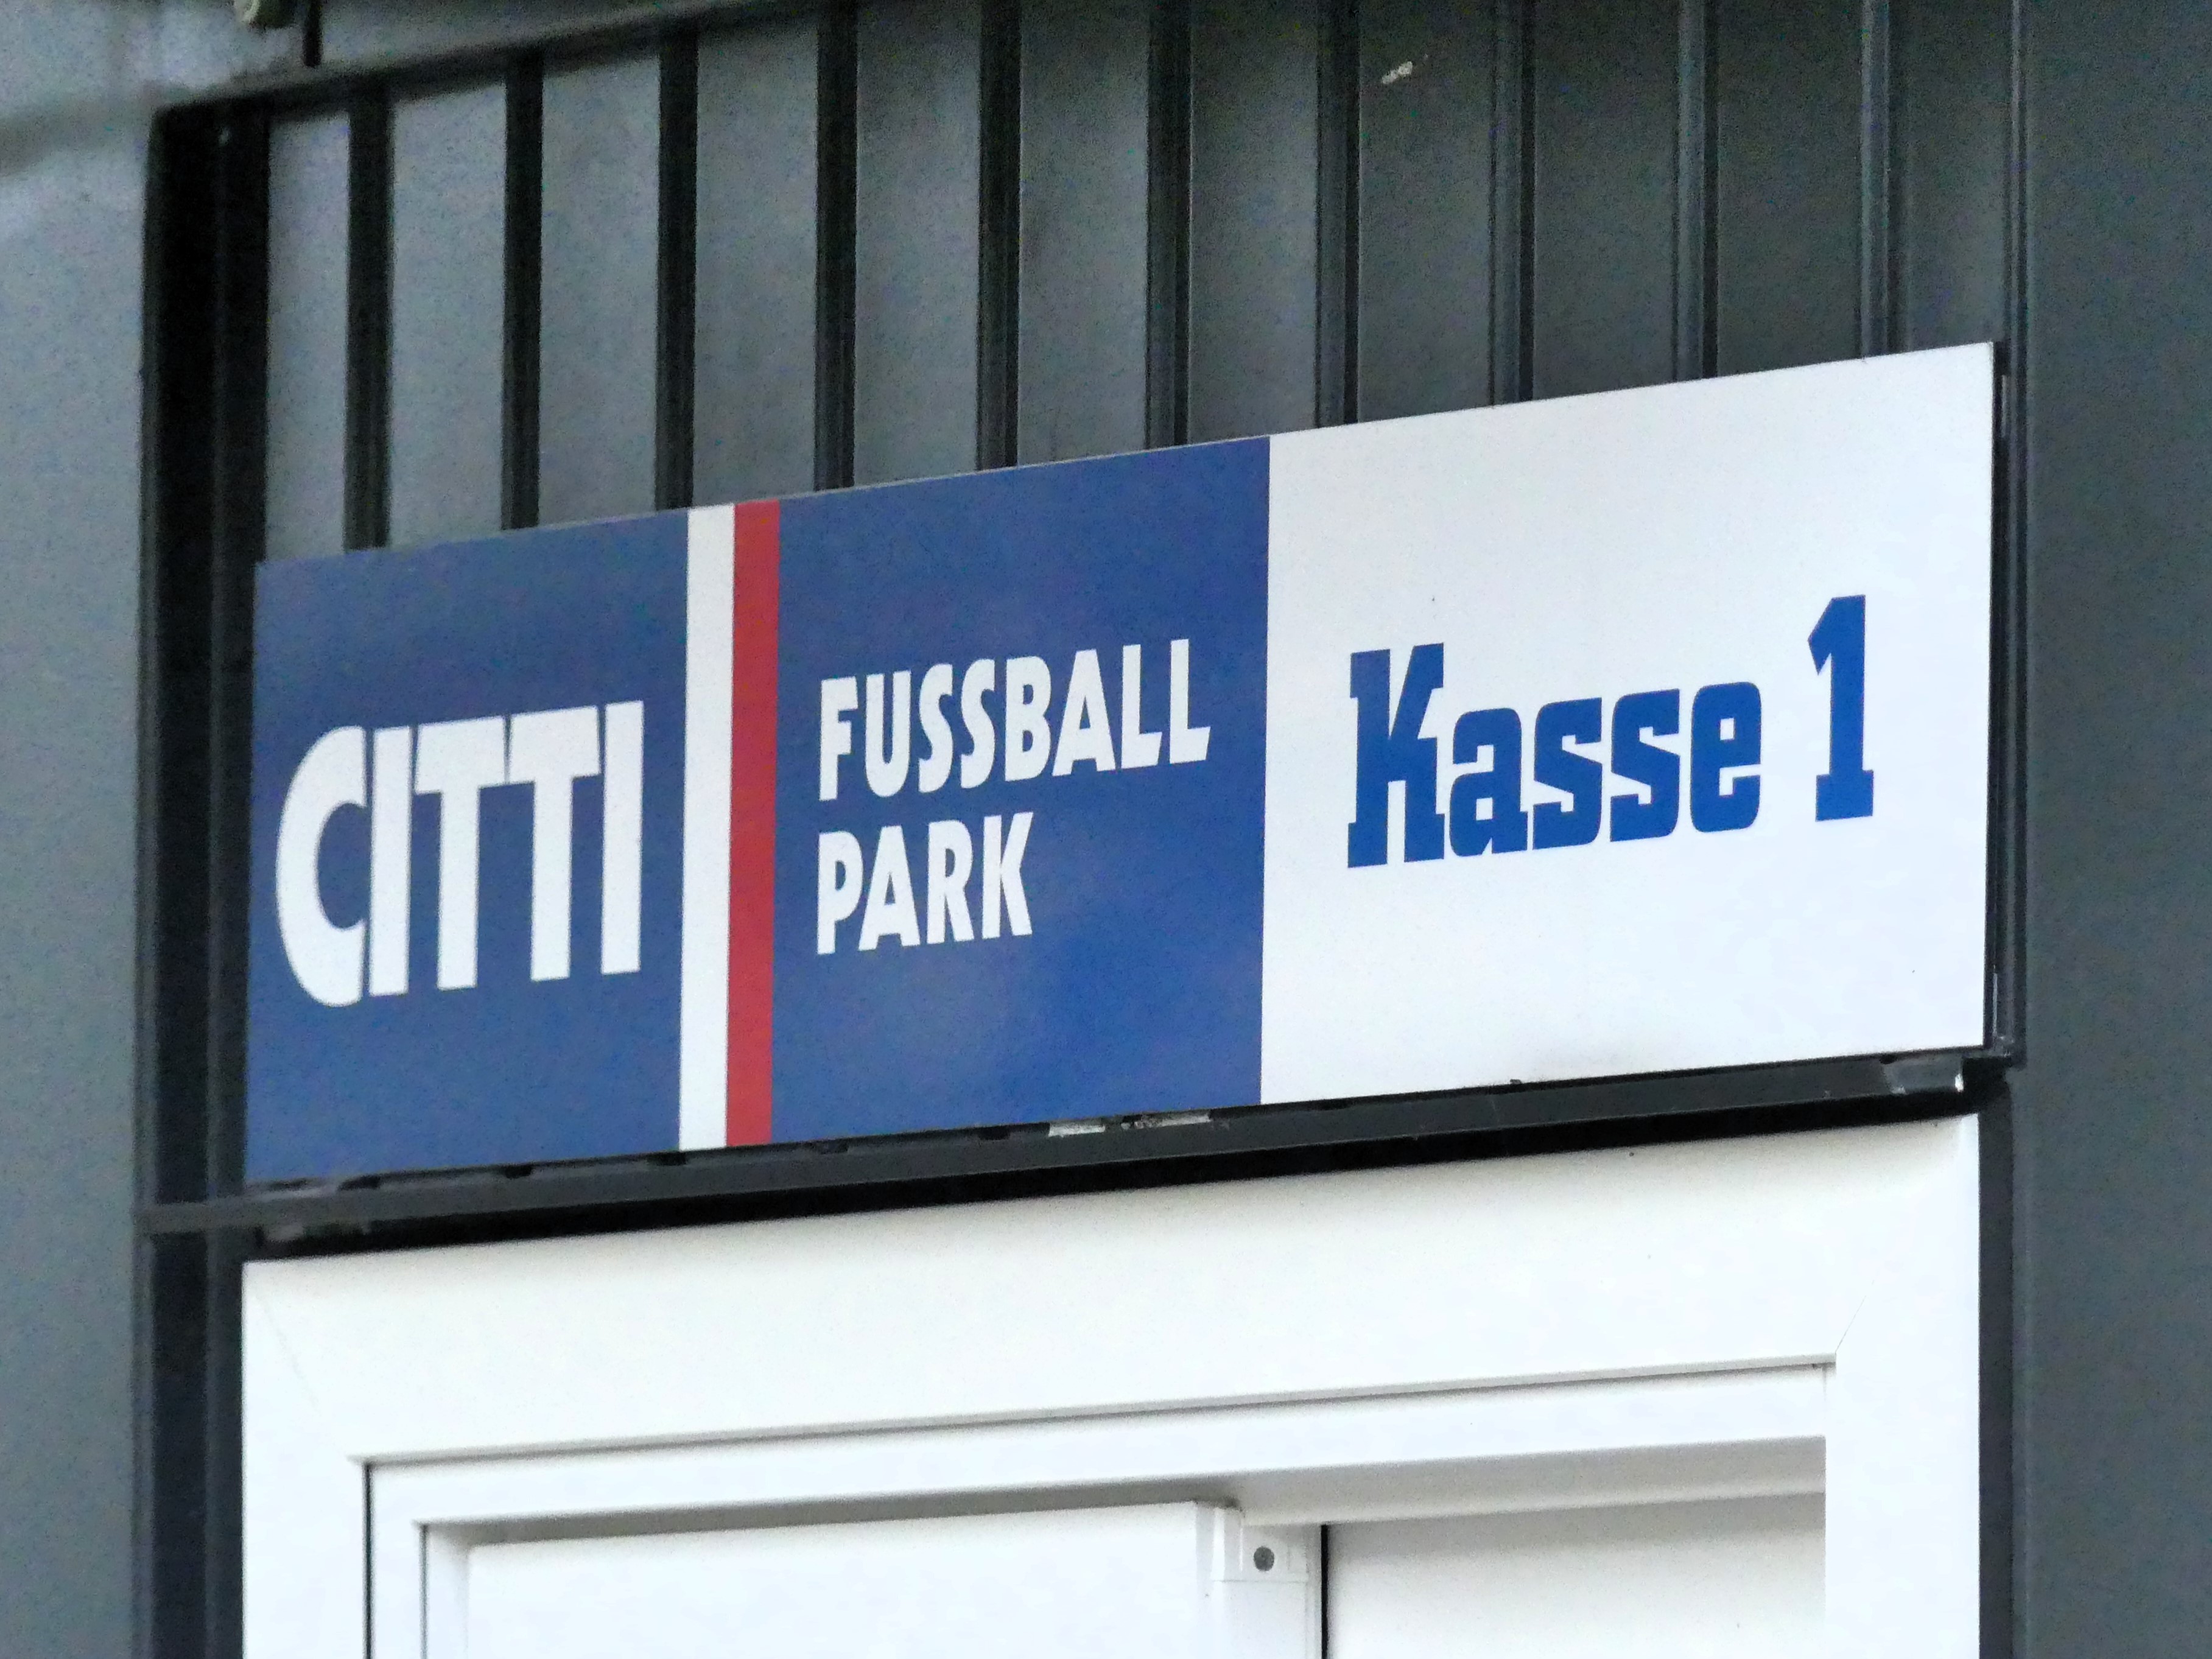 CITTI
FUSSBALL
PARK
Kasse 1